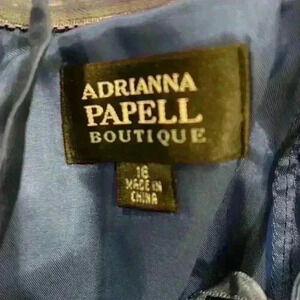 ADRIANNA
PAPELL
BOUTIQUE
16
MADE IN
CHINA